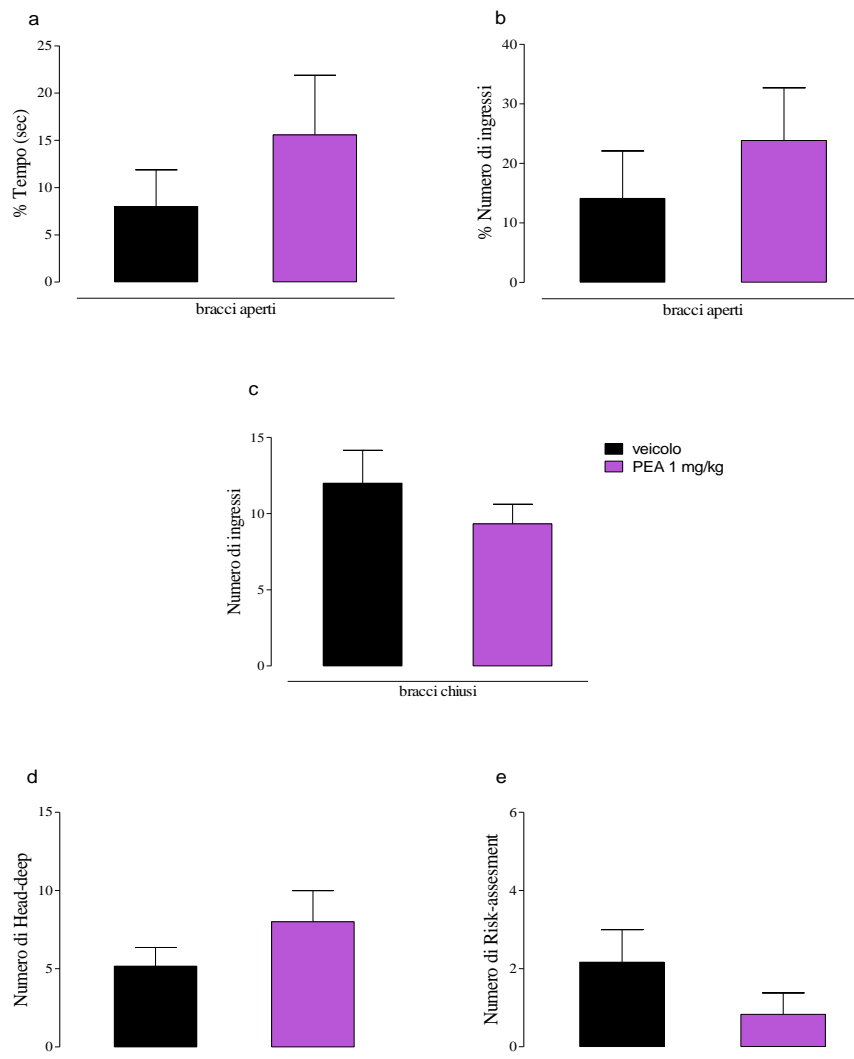 a
25
20
15
10
5
0
% Tempo (sec)
bracci aperti
b
40
30
20
10
0
% Numero di ingressi
bracci aperti
c
15
10
5
0
Numero di ingressi
bracci chiusi
veicolo
PEA 1 mg/kg
d
15
10
5
0
Numero di Head-deep
e
6
4
2
0
Numero di Risk-assesment